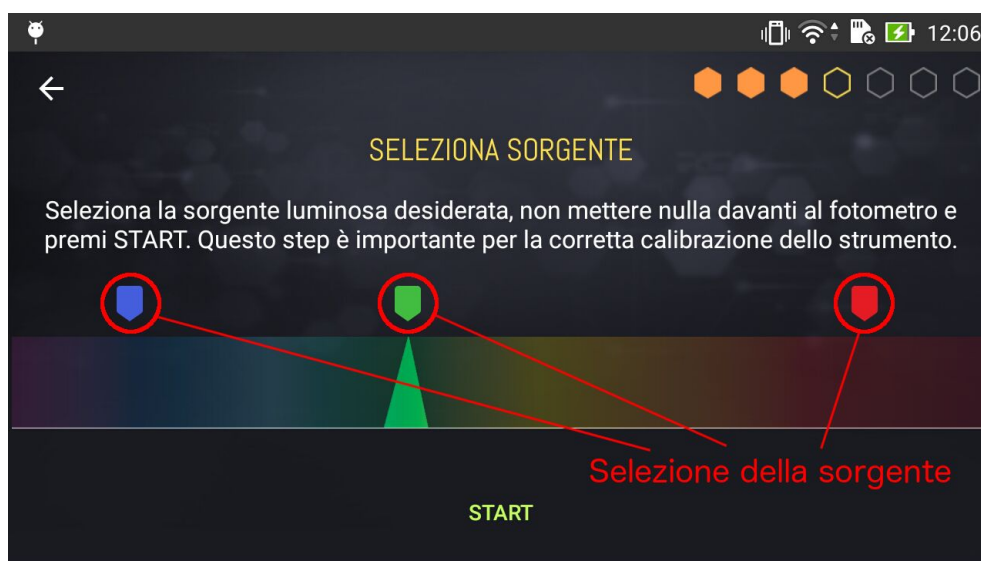 12:06
SELEZIONA SORGENTE
Seleziona la sorgente luminosa desiderata, non mettere nulla davanti al fotometro e
premi START. Questo step è importante per la corretta calibrazione dello strumento.
Selezione della sorgente
START